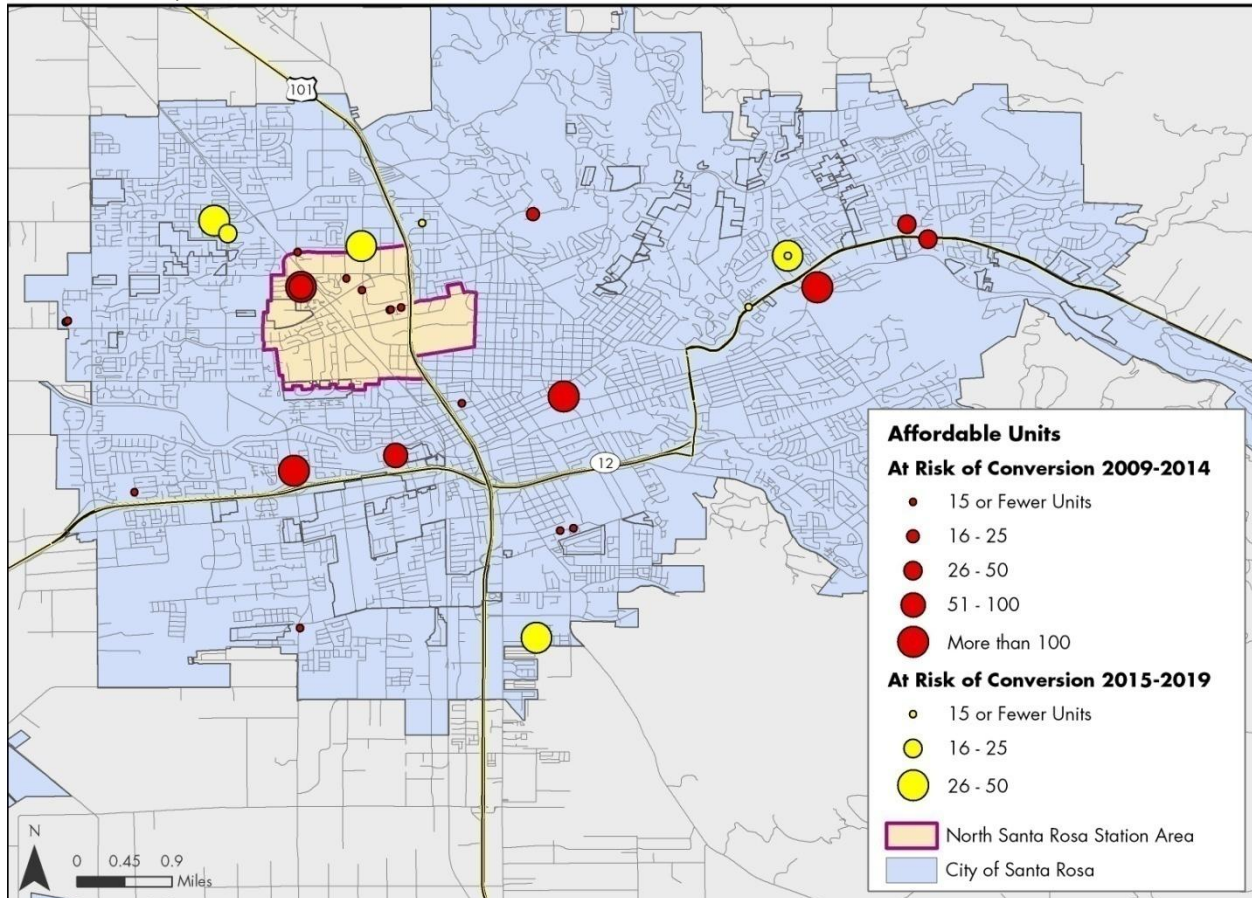 101
12
Affordable Units
At Risk of Conversion 2009-2014
15 or Fewer Units
16 - 25
26 - 50
51 - 100
More than 100
At Risk of Conversion 2015-2019
15 or Fewer Units
16 - 25
26 - 50
North Santa Rosa Station Area
City of Santa Rosa
N
0 0.45 0.9
Miles